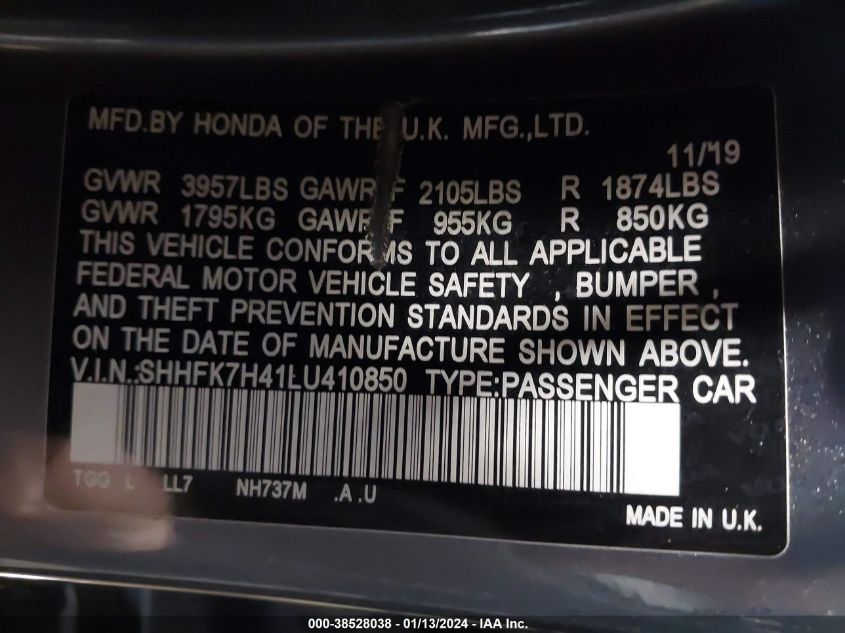 MFD.BY HONDA OF THE U.K. MFG.,LTD.
11/19
GVWR 3957LBS GAWR F 2105LBS R 1874LBS
GVWR 1795KG GAWR F 955KG R 850KG
THIS VEHICLE CONFORMS TO ALL APPLICABLE
FEDERAL MOTOR VEHICLE SAFETY , BUMPER ,
AND THEFT PREVENTION STANDARDS IN EFFECT
ON THE DATE OF MANUFACTURE SHOWN ABOVE.
V.I.N.:SHHFK7H41LU410850 TYPE:PASSENGER CAR
TGG L LL7 NH737M .A .U
MADE IN U.K.
000-38528038 - 01/13/2024 - IAA Inc.